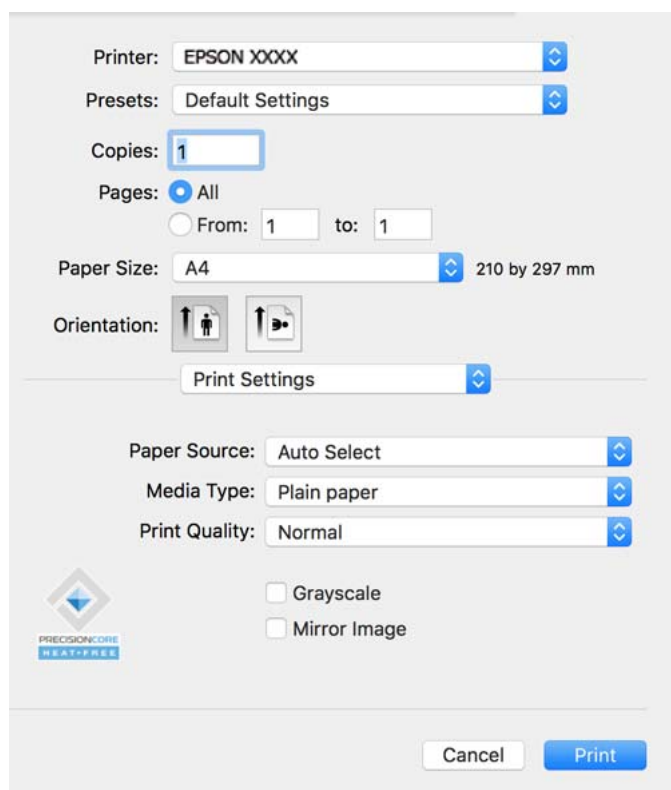 Printer: EPSON XXXX
Presets: Default Settings
Copies: 1
Pages: All
From: 1 to: 1
Paper Size: A4 210 by 297 mm
Orientation:
Print Settings
Paper Source: Auto Select
Media Type: Plain paper
Print Quality: Normal
Grayscale
Mirror Image
PRECISIONCORE
HEAT-FREE
Cancel Print